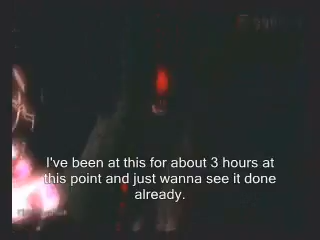 I've been at this for about 3 hours at
this point and just wanna see it done
already.